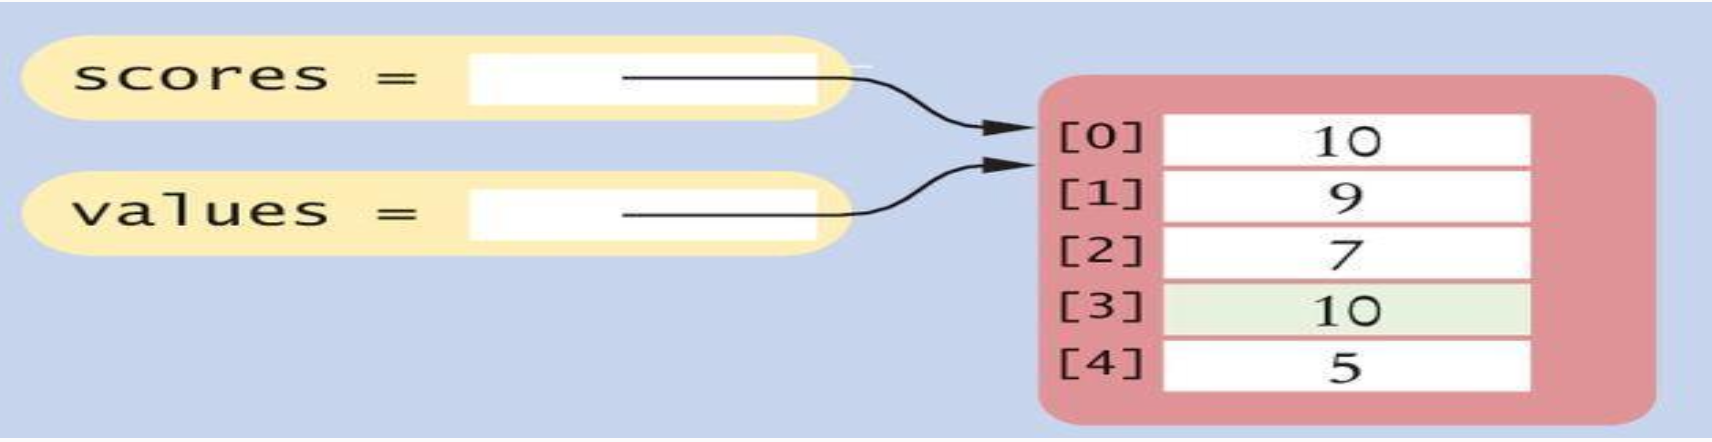 scores =
values =
[0] 10
[1] 9
[2] 7
[3] 10
[4] 5